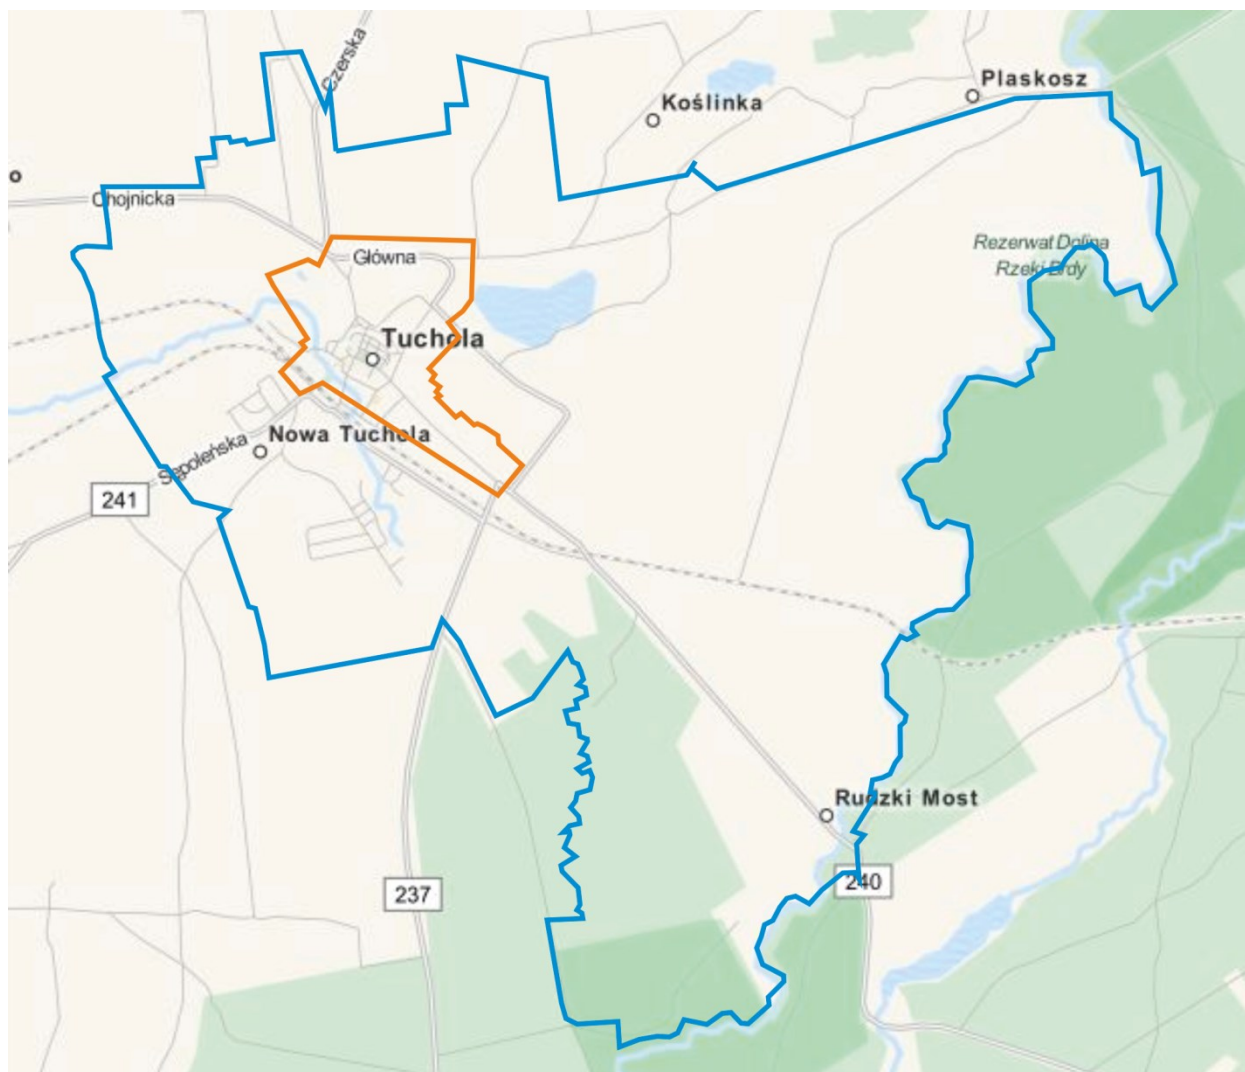 Czerska
Plaskosz
Koślinka
o
Chojnicka
Rezerwat Dolina
Rzeki Brdy
Główna
Tuchola
Nowa Tuchola
Sępoleńska
241
Rudzki Most
237
240